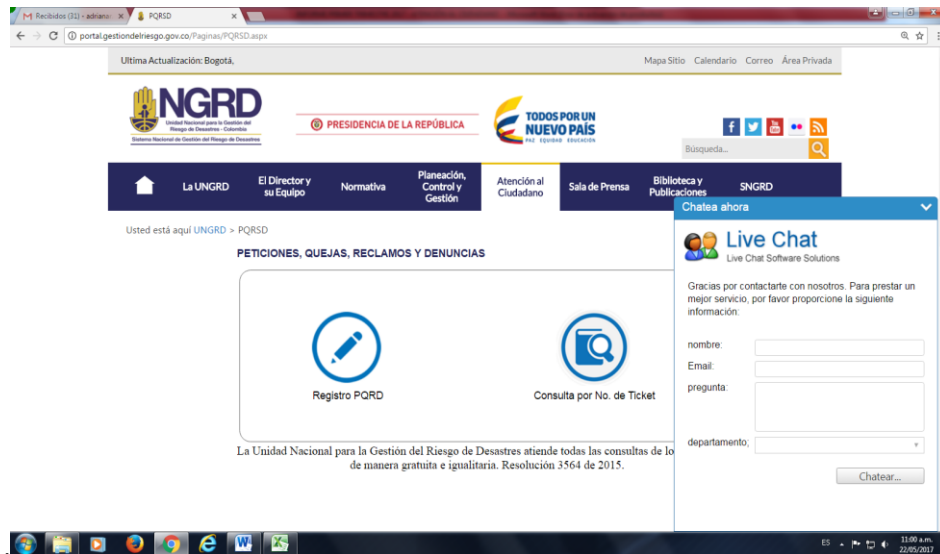 Recibidos (31) - adriana
PQRSD
portal.gestiondelriesgo.gov.co/Paginas/PQRSD.aspx
Ultima Actualización: Bogotá,
Mapa Sitio Calendario Correo Área Privada
UNGRD
Unidad Nacional para la Gestión del
Riesgo de Desastres - Colombia
Sistema Nacional de Gestión del Riesgo de Desastres
PRESIDENCIA DE LA REPÚBLICA
TODOS POR UN
NUEVO PAÍS
PAZ EQUIDAD EDUCACIÓN
Búsqueda...
La UNGRD
El Director y
su Equipo
Normativa
Planeación,
Control y
Gestión
Atención al
Ciudadano
Sala de Prensa
Biblioteca y
Publicaciones
SNGRD
Usted está aquí UNGRD > PQRSD
PETICIONES, QUEJAS, RECLAMOS Y DENUNCIAS
Registro PQRD
Consulta por No. de Ticket
La Unidad Nacional para la Gestión del Riesgo de Desastres atiende todas las consultas de lo
de manera gratuita e igualitaria. Resolución 3564 de 2015.
Chatea ahora
Live Chat
Live Chat Software Solutions
Gracias por contactarte con nosotros. Para prestar un
mejor servicio, por favor proporcione la siguiente
información:
nombre:
Email:
pregunta:
departamento:
Chatear...
ES
11:00 a.m.
22/05/2017